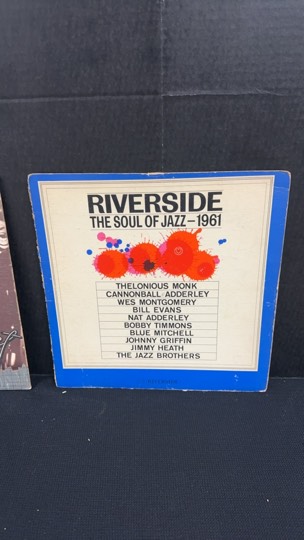 RIVERSIDE
THE SOUL OF JAZZ—1961
THELONIOUS MONK
CANNONBALL ADDERLEY
WES MONTGOMERY
BILL EVANS
NAT ADDERLEY
BOBBY TIMMONS
BLUE MITCHELL
JOHNNY GRIFFIN
JIMMY HEATH
THE JAZZ BROTHERS